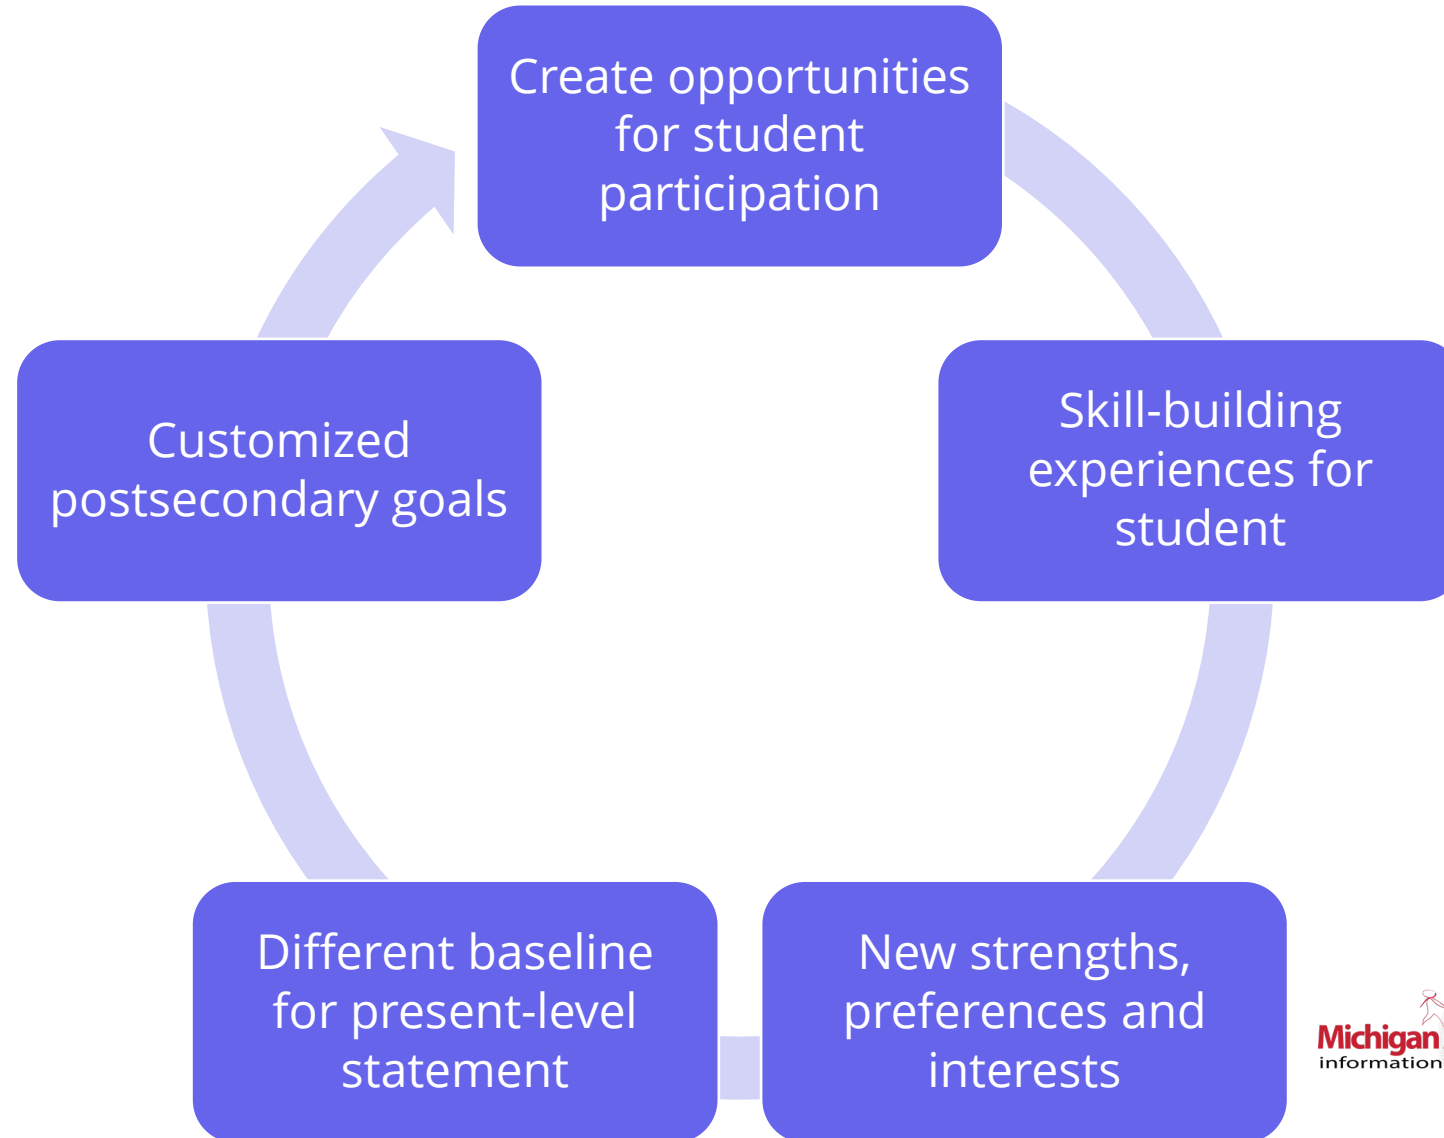 Create opportunities
for student
participation
Skill-building
experiences for
student
New strengths,
preferences and
interests
Different baseline
for present-level
statement
Customized
postsecondary goals
Michigan
information